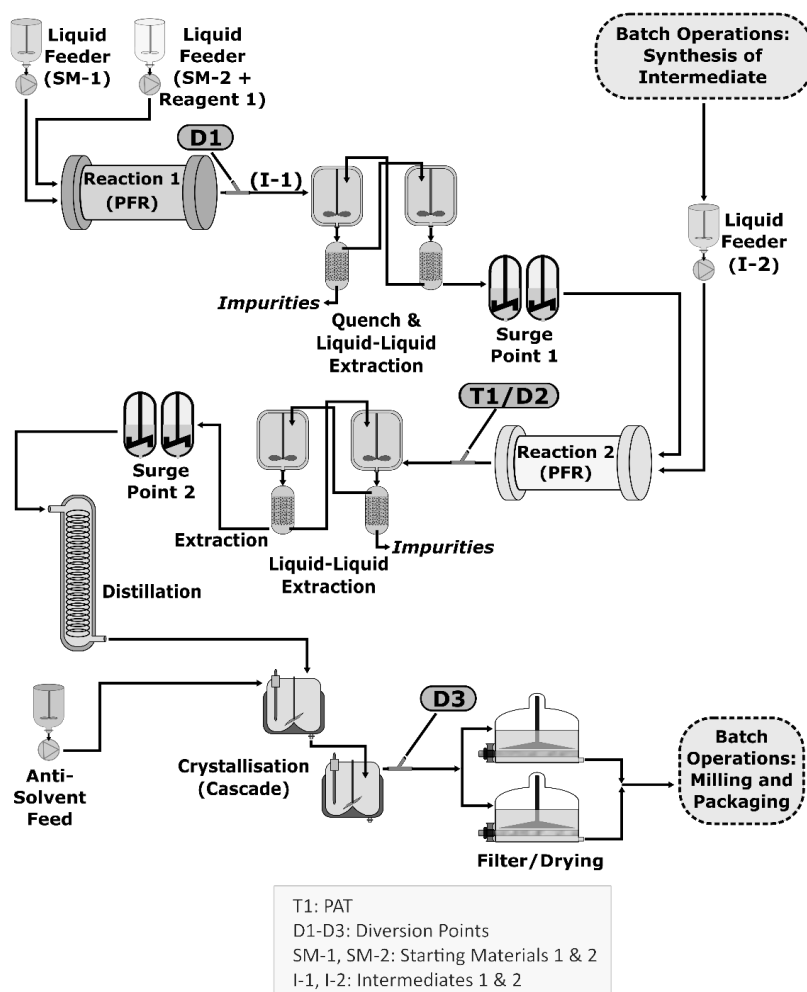 Liquid
Feeder
(SM-1)
Liquid
Feeder
(SM-2 +
Reagent 1)
Batch Operations:
Synthesis of
Intermediate
D1
Reaction 1
(PFR)
(I-1)
Liquid
Feeder
(I-2)
Impurities
Quench &
Liquid-Liquid
Extraction
Surge
Point 1
T1/D2
Reaction 2
(PFR)
Surge
Point 2
Extraction
Impurities
Liquid-Liquid
Extraction
Distillation
D3
Anti-
Solvent
Feed
Crystallisation
(Cascade)
Batch
Operations:
Milling and
Packaging
Filter/Drying
T1: PAT
D1-D3: Diversion Points
SM-1, SM-2: Starting Materials 1 & 2
I-1, I-2: Intermediates 1 & 2